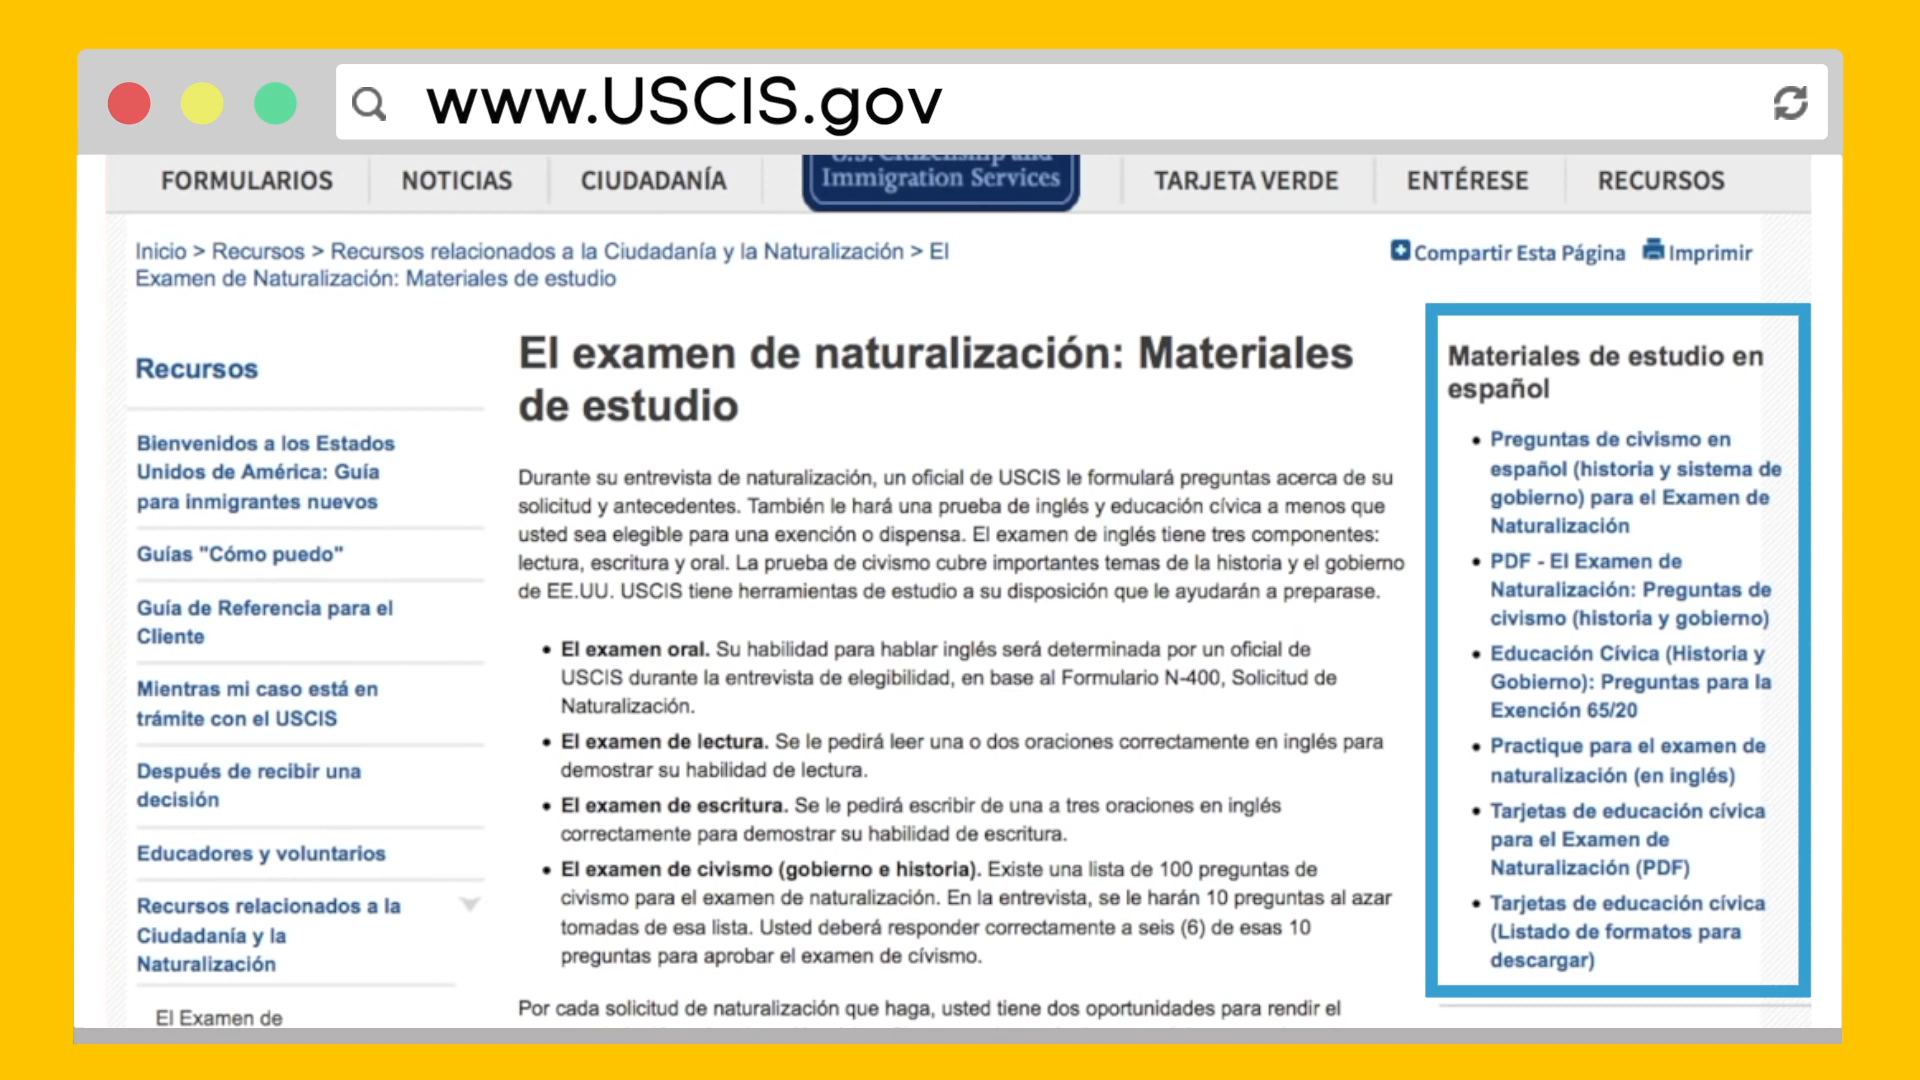 www.USCIS.gov
FORMULARIOS
NOTICIAS
CIUDADANÍA
U.S. Citizenship and
Immigration Services
TARJETA VERDE
ENTÉRESE
RECURSOS
Inicio > Recursos > Recursos relacionados a la Ciudadanía y la Naturalización > El
Examen de Naturalización: Materiales de estudio
Compartir Esta Página
Imprimir
Recursos
Bienvenidos a los Estados
Unidos de América: Guía
para inmigrantes nuevos
Guías "Cómo puedo"
Guía de Referencia para el
Cliente
Mientras mi caso está en
trámite con el USCIS
Después de recibir una
decisión
Educadores y voluntarios
Recursos relacionados a la
Ciudadanía y la
Naturalización
El Examen de
El examen de naturalización: Materiales
de estudio
Durante su entrevista de naturalización, un oficial de USCIS le formulará preguntas acerca de su
solicitud y antecedentes. También le hará una prueba de inglés y educación cívica a menos que
usted sea elegible para una exención o dispensa. El examen de inglés tiene tres componentes:
lectura, escritura y oral. La prueba de civismo cubre importantes temas de la historia y el gobierno
de EE.UU. USCIS tiene herramientas de estudio a su disposición que le ayudarán a preparase.
• El examen oral. Su habilidad para hablar inglés será determinada por un oficial de
USCIS durante la entrevista de elegibilidad, en base al Formulario N-400, Solicitud de
Naturalización.
• El examen de lectura. Se le pedirá leer una o dos oraciones correctamente en inglés para
demostrar su habilidad de lectura.
• El examen de escritura. Se le pedirá escribir de una a tres oraciones en inglés
correctamente para demostrar su habilidad de escritura.
• El examen de civismo (gobierno e historia). Existe una lista de 100 preguntas de
civismo para el examen de naturalización. En la entrevista, se le harán 10 preguntas al azar
tomadas de esa lista. Usted deberá responder correctamente a seis (6) de esas 10
preguntas para aprobar el examen de cívismo.
Por cada solicitud de naturalización que haga, usted tiene dos oportunidades para rendir el
Materiales de estudio en
español
• Preguntas de civismo en
español (historia y sistema de
gobierno) para el Examen de
Naturalización
• PDF - El Examen de
Naturalización: Preguntas de
civismo (historia y gobierno)
• Educación Cívica (Historia y
Gobierno): Preguntas para la
Exención 65/20
• Practique para el examen de
naturalización (en inglés)
• Tarjetas de educación cívica
para el Examen de
Naturalización (PDF)
• Tarjetas de educación cívica
(Listado de formatos para
descargar)